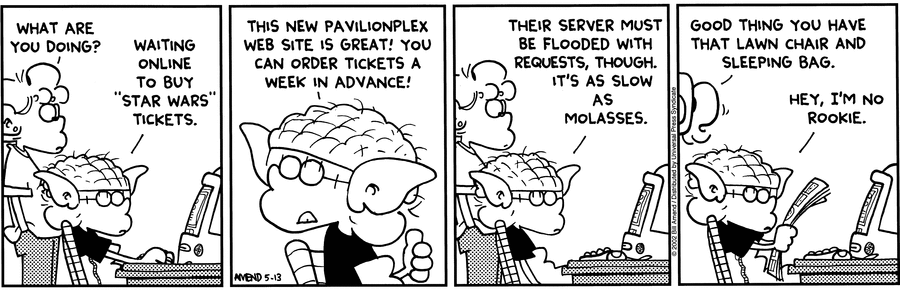 WHAT ARE
YOU DOING?
WAITING
ONLINE
TO BUY
"STAR WARS"
TICKETS.
THIS NEW PAVILIONPLEX
WEB SITE IS GREAT! YOU
CAN ORDER TICKETS A
WEEK IN ADVANCE!
AMEND 5-13
THEIR SERVER MUST
BE FLOODED WITH
REQUESTS, THOUGH.
IT'S AS SLOW
AS
MOLASSES.
© 2002 Bill Amend / Distributed by Universal Press Syndicate
GOOD THING YOU HAVE
THAT LAWN CHAIR AND
SLEEPING BAG.
HEY, I'M NO
ROOKIE.